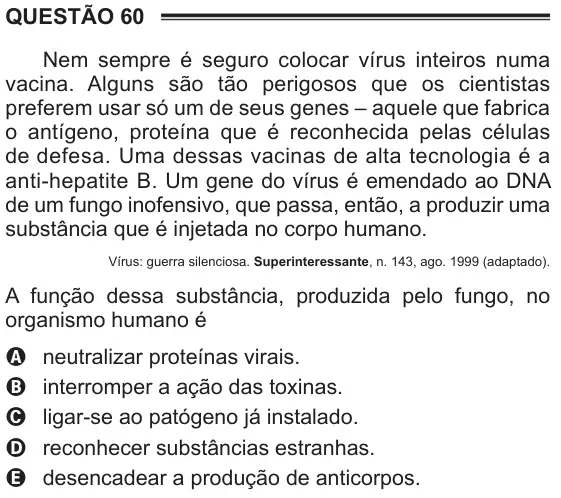 QUESTÃO 60
Nem sempre é seguro colocar vírus inteiros numa
vacina. Alguns são tão perigosos que os cientistas
preferem usar só um de seus genes – aquele que fabrica
o antígeno, proteína que é reconhecida pelas células
de defesa. Uma dessas vacinas de alta tecnologia é a
anti-hepatite B. Um gene do vírus é emendado ao DNA
de um fungo inofensivo, que passa, então, a produzir uma
substância que é injetada no corpo humano.
Vírus: guerra silenciosa. Superinteressante, n. 143, ago. 1999 (adaptado).
A função dessa substância, produzida pelo fungo, no
organismo humano é
A neutralizar proteínas virais.
B interromper a ação das toxinas.
C ligar-se ao patógeno já instalado.
D reconhecer substâncias estranhas.
E desencadear a produção de anticorpos.